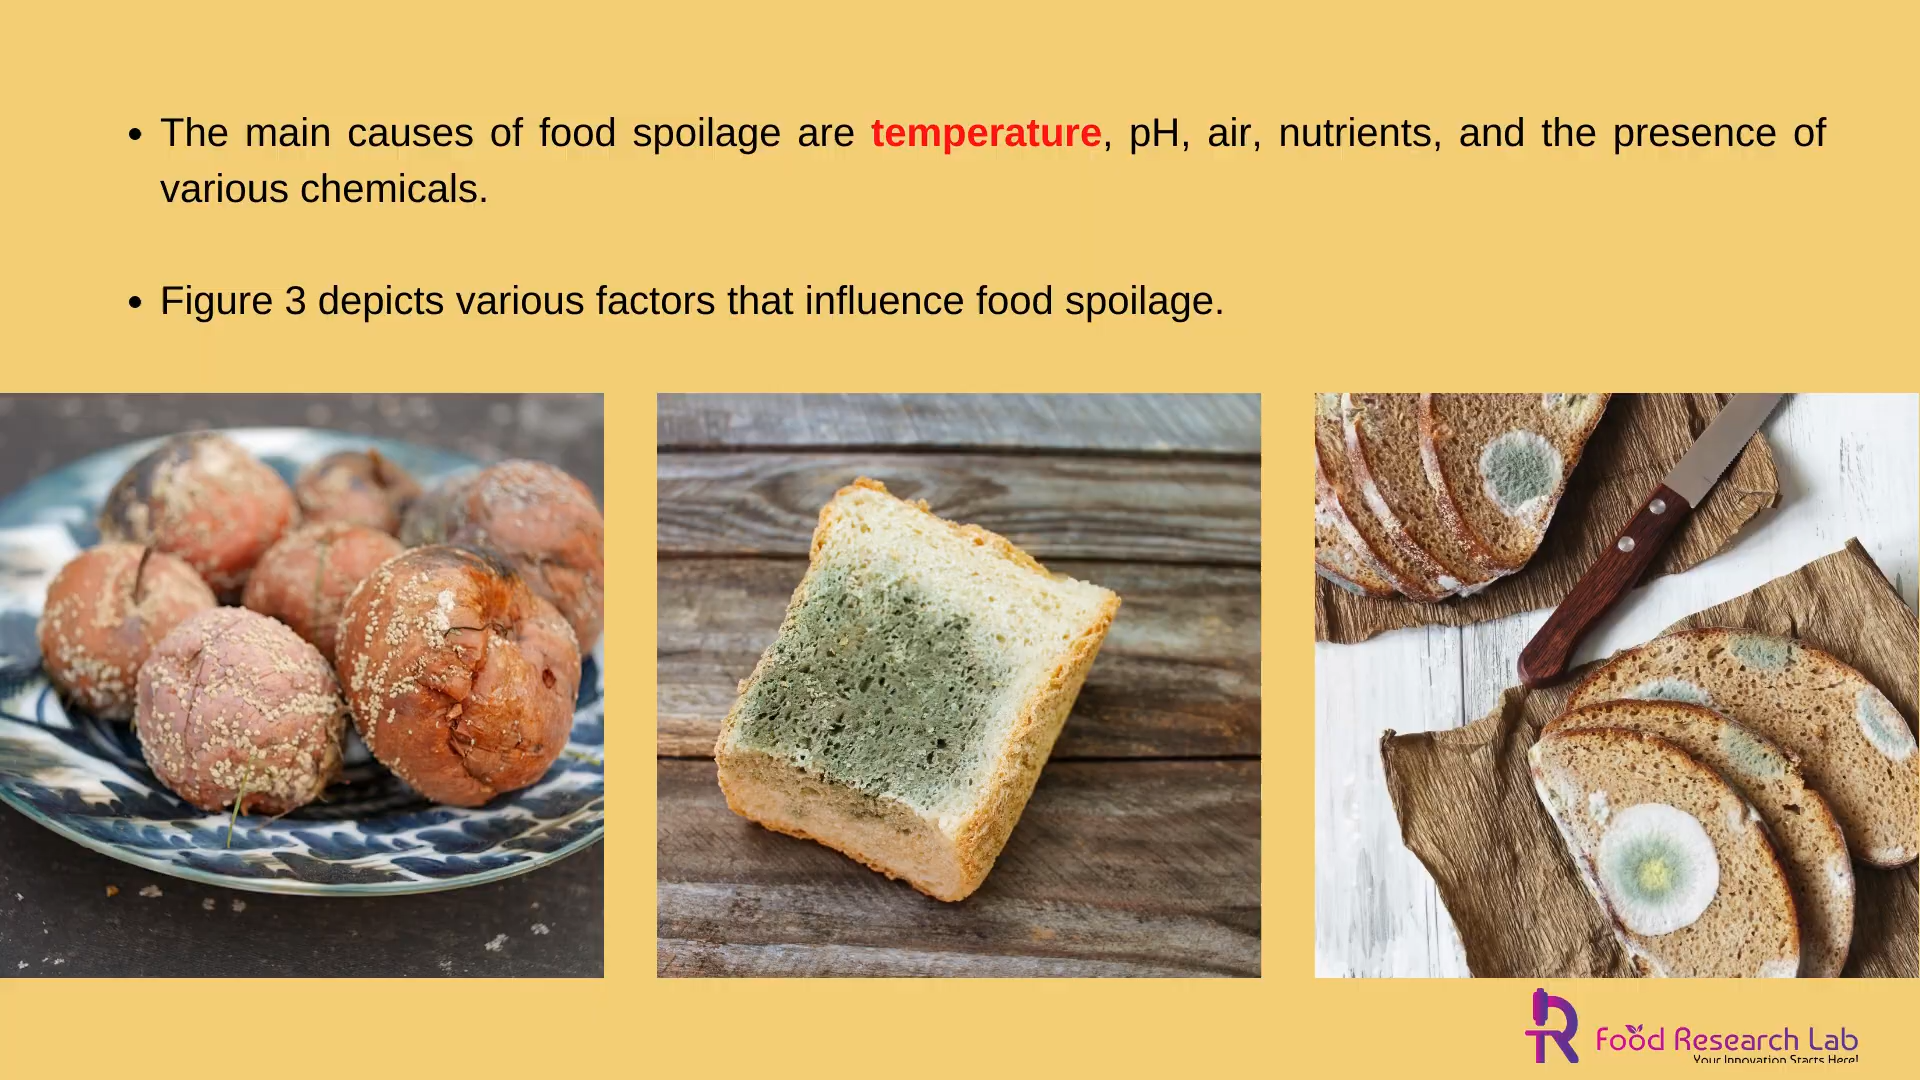 • The main causes of food spoilage are temperature, pH, air, nutrients, and the presence of
various chemicals.
• Figure 3 depicts various factors that influence food spoilage.
Food Research Lab
Your Innovation Starts Here!